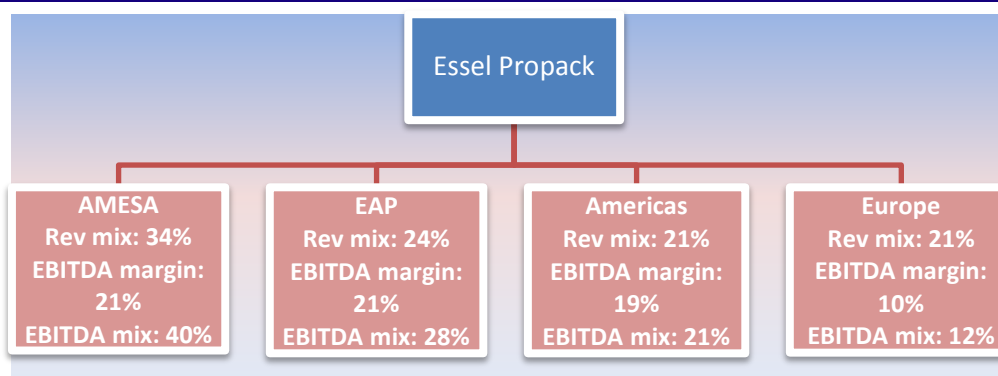 Essel Propack
AMESA
Rev mix: 34%
EBITDA margin:
21%
EBITDA mix: 40%
EAP
Rev mix: 24%
EBITDA margin:
21%
EBITDA mix: 28%
Americas
Rev mix: 21%
EBITDA margin:
19%
EBITDA mix: 21%
Europe
Rev mix: 21%
EBITDA margin:
10%
EBITDA mix: 12%